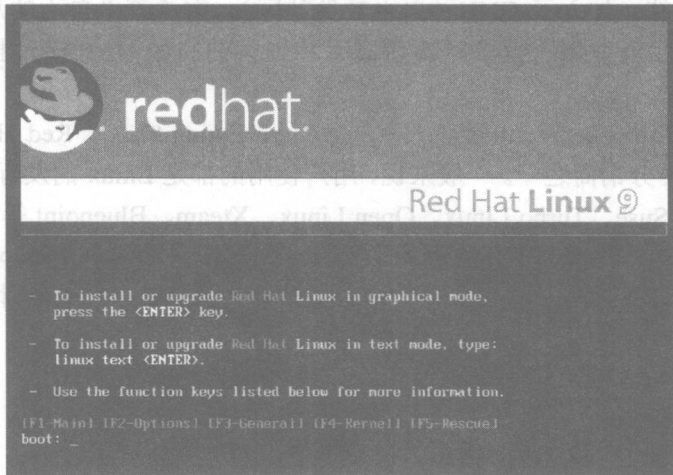 redhat.
Red Hat Linux 9
- To install or upgrade Red Hat Linux in graphical mode,
press the <ENTER> key.
- To install or upgrade Red Hat Linux in text mode, type:
linux text <ENTER>.
- Use the function keys listed below for more information.
[F1-Main] [F2-Options] [F3-General] [F4-Kernel] [F5-Rescue]
boot: _